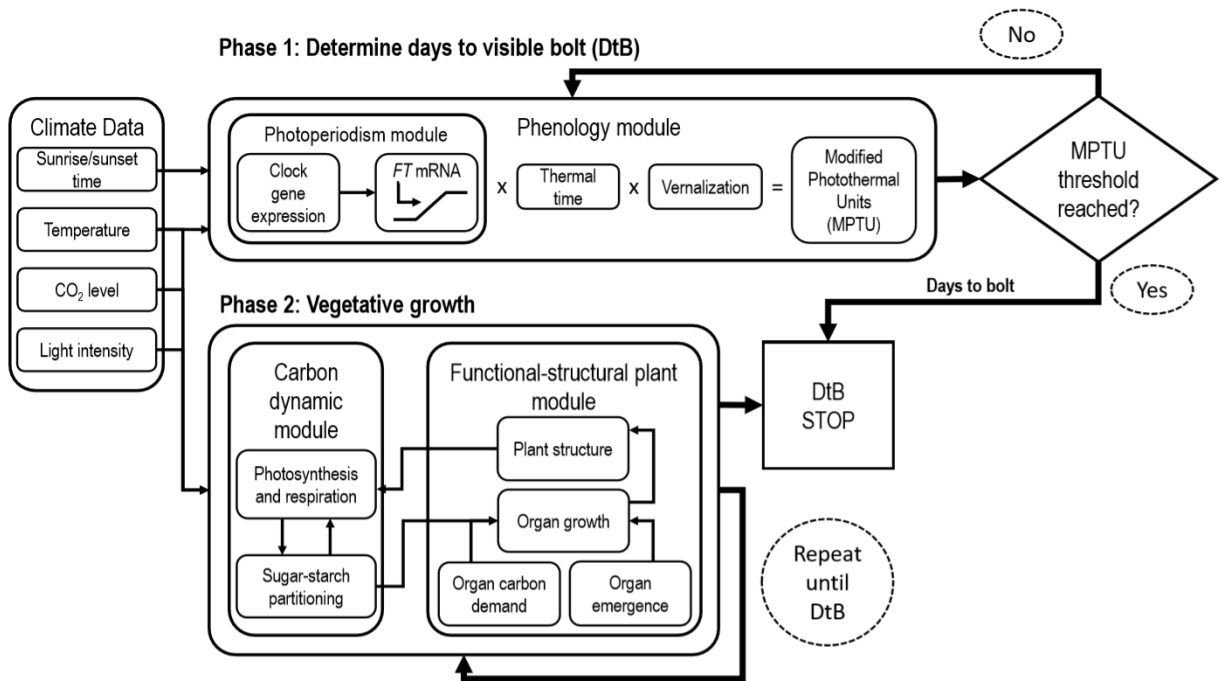 No
Phase 1: Determine days to visible bolt (DtB)
Climate Data
Sunrise/sunset
time
Temperature
CO₂ level
Light intensity
Photoperiodism module
Clock
gene
expression
FT mRNA
Phenology module
x
Thermal
time
x
Vernalization
=
Modified
Photothermal
Units
(MPTU)
MPTU
threshold
reached?
Days to bolt
Yes
Phase 2: Vegetative growth
Carbon
dynamic
module
Photosynthesis
and respiration
Sugar-starch
partitioning
Functional-structural plant
module
Plant structure
Organ growth
Organ carbon
demand
Organ
emergence
DtB
STOP
Repeat
until
DtB